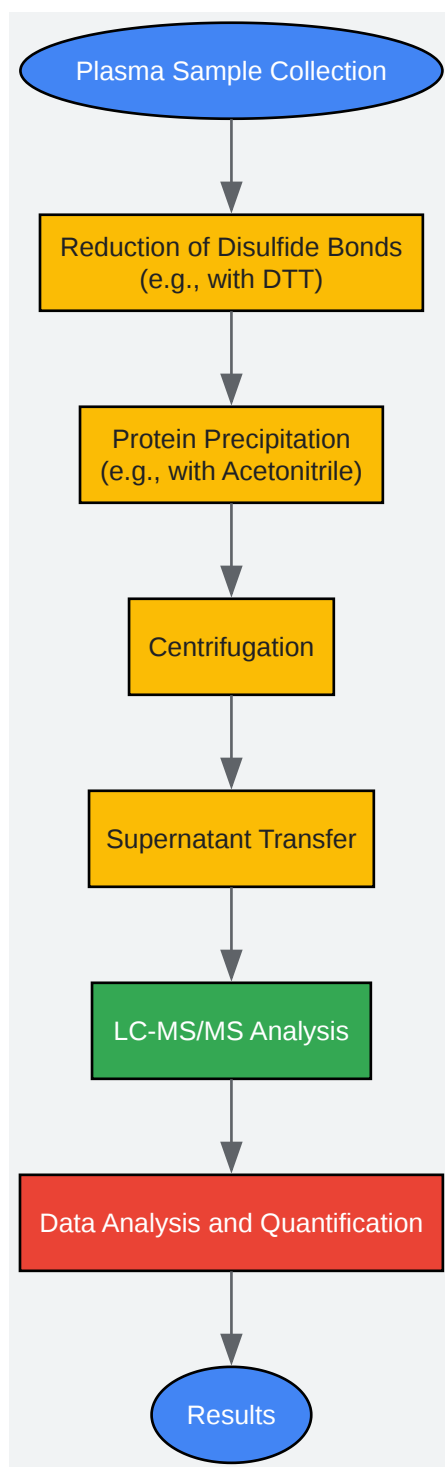 Plasma Sample Collection
Reduction of Disulfide Bonds
(e.g., with DTT)
Protein Precipitation
(e.g., with Acetonitrile)
Centrifugation
Supernatant Transfer
LC-MS/MS Analysis
Data Analysis and Quantification
Results